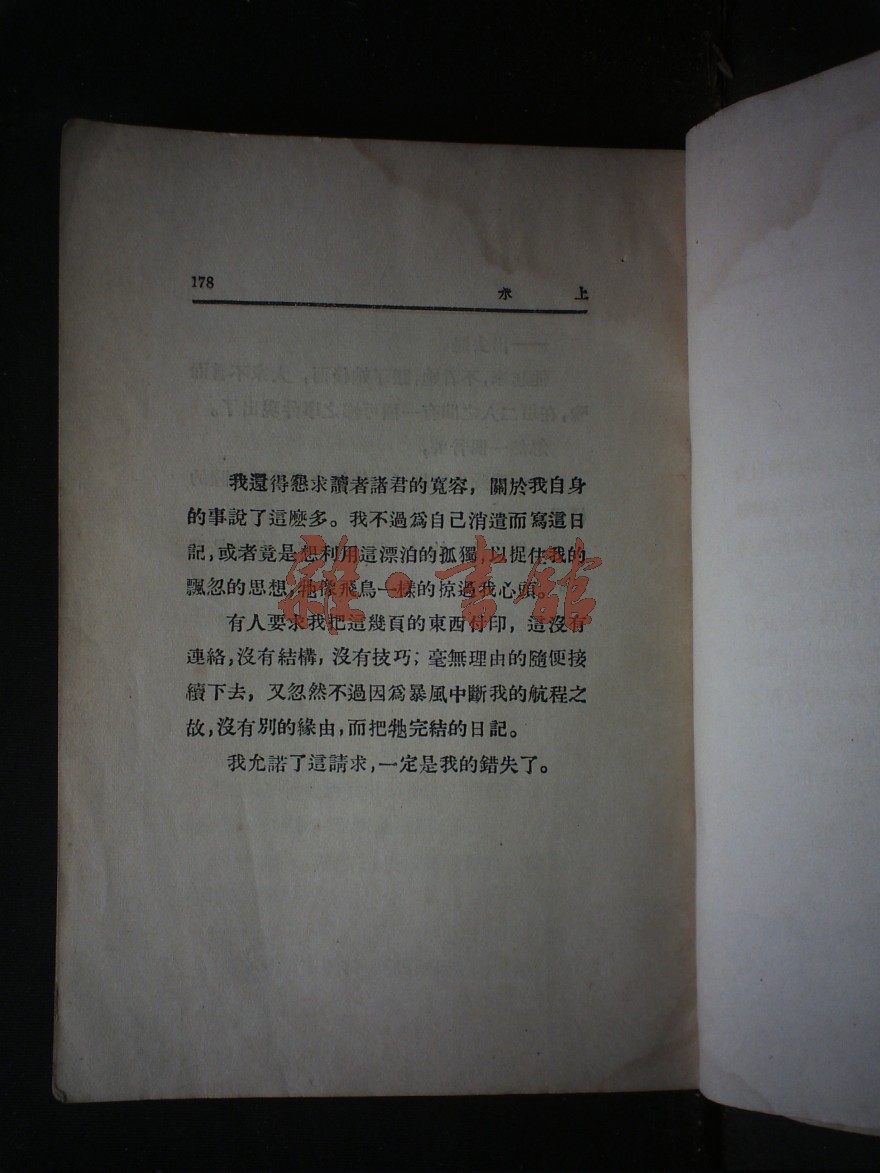 178
水 上
我還得懇求讀者諸君的寬容，關於我自身
的事說了這麽多。我不過爲自己消遣而寫這日
記，或者竟是想利用這漂泊的孤獨，以捉住我的
飄忽的思想，牠像飛鳥一樣的掠過我心頭。
有人要求我把這幾頁的東西付印，這沒有
連絡，沒有結構，沒有技巧；毫無理由的隨便接
續下去，又忽然不過因爲暴風中斷我的航程之
故，沒有別的緣由，而把牠完結的日記。
我允諾了這請求，一定是我的錯失了。
雜·書館